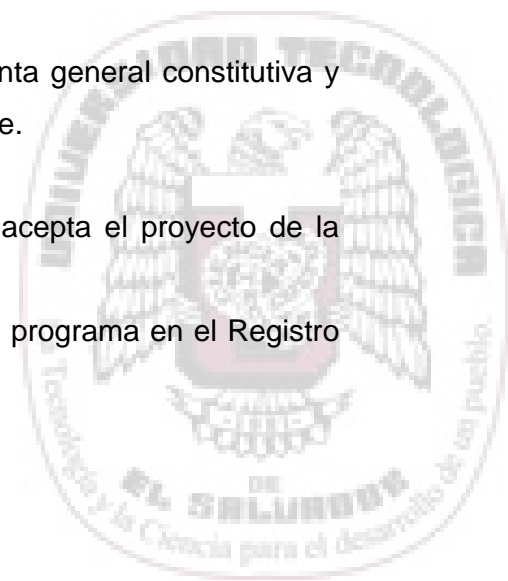 nta general constitutiva y
e.
acepta el proyecto de la
programa en el Registro
UNIVERSIDAD TECNOLOGICA
DE
EL SALVADOR
La Tecnología y la Ciencia para el desarrollo de un pueblo.